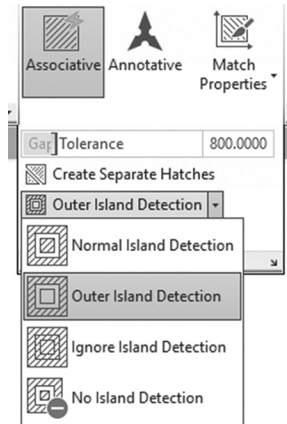 Associative Annotative Match
Properties
Gap Tolerance 800.0000
Create Separate Hatches
Outer Island Detection
Normal Island Detection
Outer Island Detection
Ignore Island Detection
No Island Detection